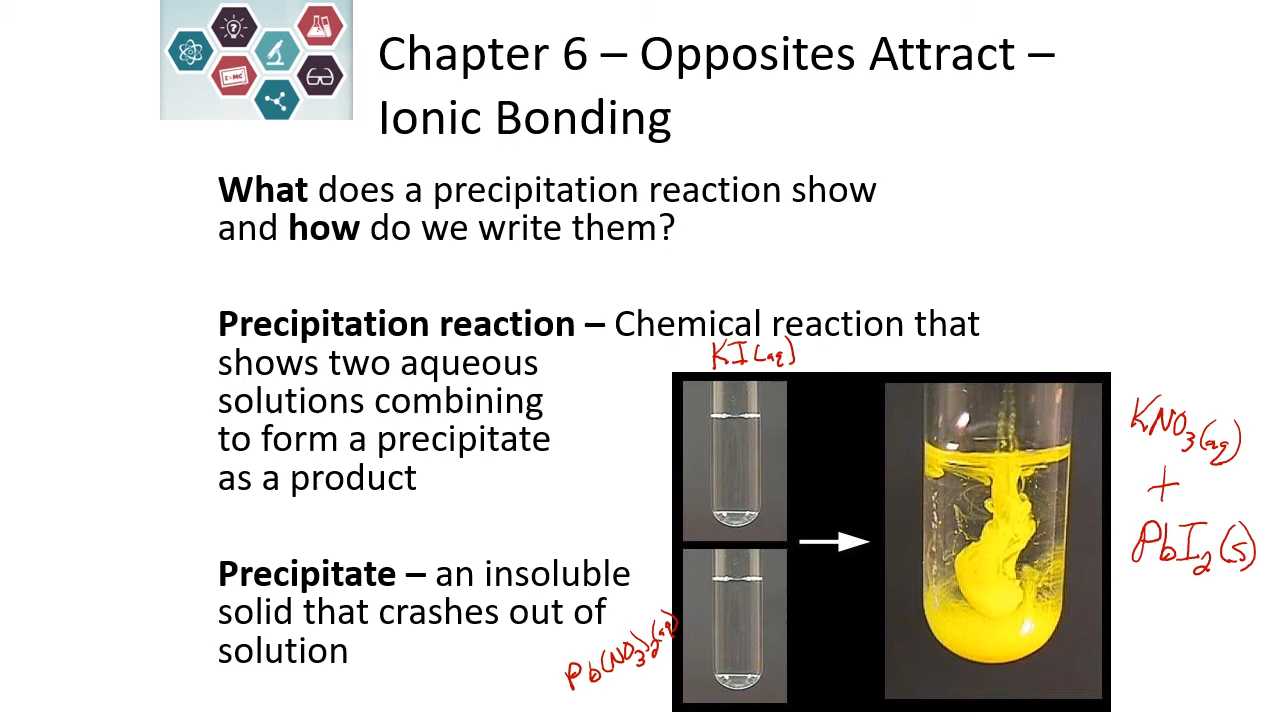 Chapter 6 – Opposites Attract –
Ionic Bonding
What does a precipitation reaction show
and how do we write them?
Precipitation reaction – Chemical reaction that
shows two aqueous
solutions combining
to form a precipitate
as a product
Precipitate – an insoluble
solid that crashes out of
solution
KI(aq)
Pb(NO3)2(aq)
KNO3(aq)
+
PbI2(s)